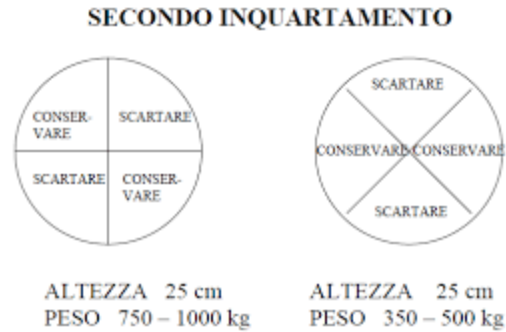 SECONDO INQUARTAMENTO
CONSER-
VARE
SCARTARE
SCARTARE
CONSER-
VARE
ALTEZZA 25 cm
PESO 750 – 1000 kg
SCARTARE
CONSERVARE CONSERVARE
SCARTARE
ALTEZZA 25 cm
PESO 350 – 500 kg